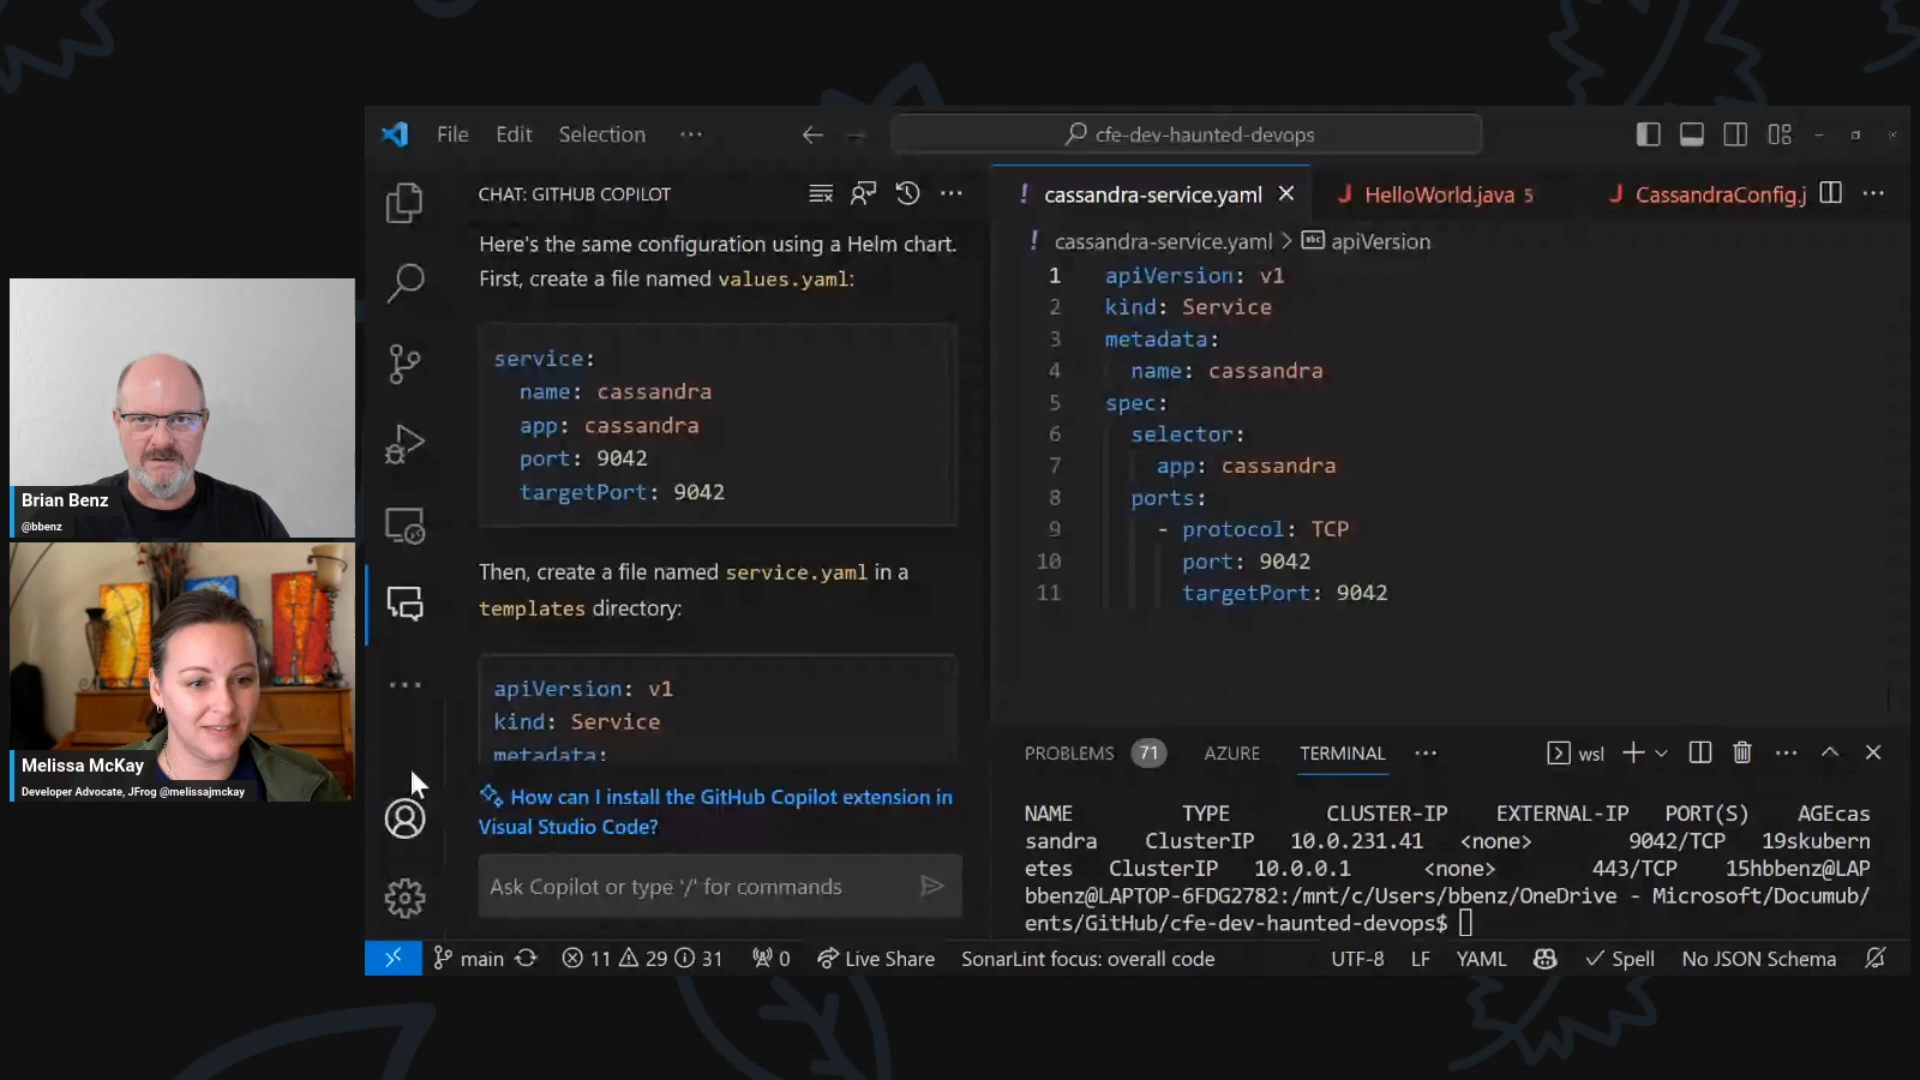 File Edit Selection ···
cfe-dev-haunted-devops
CHAT: GITHUB COPILOT
Here's the same configuration using a Helm chart.
First, create a file named values.yaml:
service:
name: cassandra
app: cassandra
port: 9042
targetPort: 9042
Then, create a file named service.yaml in a
templates directory:
apiVersion: v1
kind: Service
metadata:
How can I install the GitHub Copilot extension in
Visual Studio Code?
Ask Copilot or type '/' for commands
! cassandra-service.yaml
J HelloWorld.java 5
J CassandraConfig.j
! cassandra-service.yaml > abc apiVersion
1 apiVersion: v1
2 kind: Service
3 metadata:
4 name: cassandra
5 spec:
6 selector:
7 app: cassandra
8 ports:
9 - protocol: TCP
10 port: 9042
11 targetPort: 9042
PROBLEMS 71 AZURE TERMINAL ··· wsl
NAME TYPE CLUSTER-IP EXTERNAL-IP PORT(S) AGEcas
sandra ClusterIP 10.0.231.41 <none> 9042/TCP 19skubern
etes ClusterIP 10.0.0.1 <none> 443/TCP 15hbbenz@LAP
bbenz@LAPTOP-6FDG2782:/mnt/c/Users/bbenz/OneDrive - Microsoft/Documub/
ents/GitHub/cfe-dev-haunted-devops$
main 11 29 31 0 Live Share SonarLint focus: overall code UTF-8 LF YAML Spell No JSON Schema
Brian Benz
@bbenz
Melissa McKay
Developer Advocate, JFrog @melissajmckay